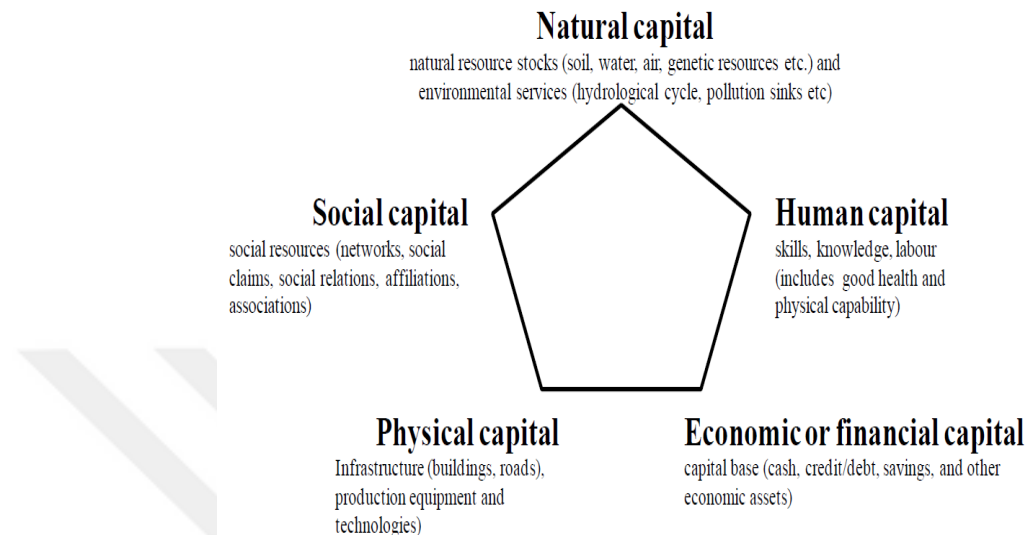 Natural capital
natural resource stocks (soil, water, air, genetic resources etc.) and
environmental services (hydrological cycle, pollution sinks etc)
Social capital
social resources (networks, social
claims, social relations, affiliations,
associations)
Human capital
skills, knowledge, labour
(includes good health and
physical capability)
Physical capital
Infrastructure (buildings, roads),
production equipment and
technologies)
Economic or financial capital
capital base (cash, credit/debt, savings, and other
economic assets)